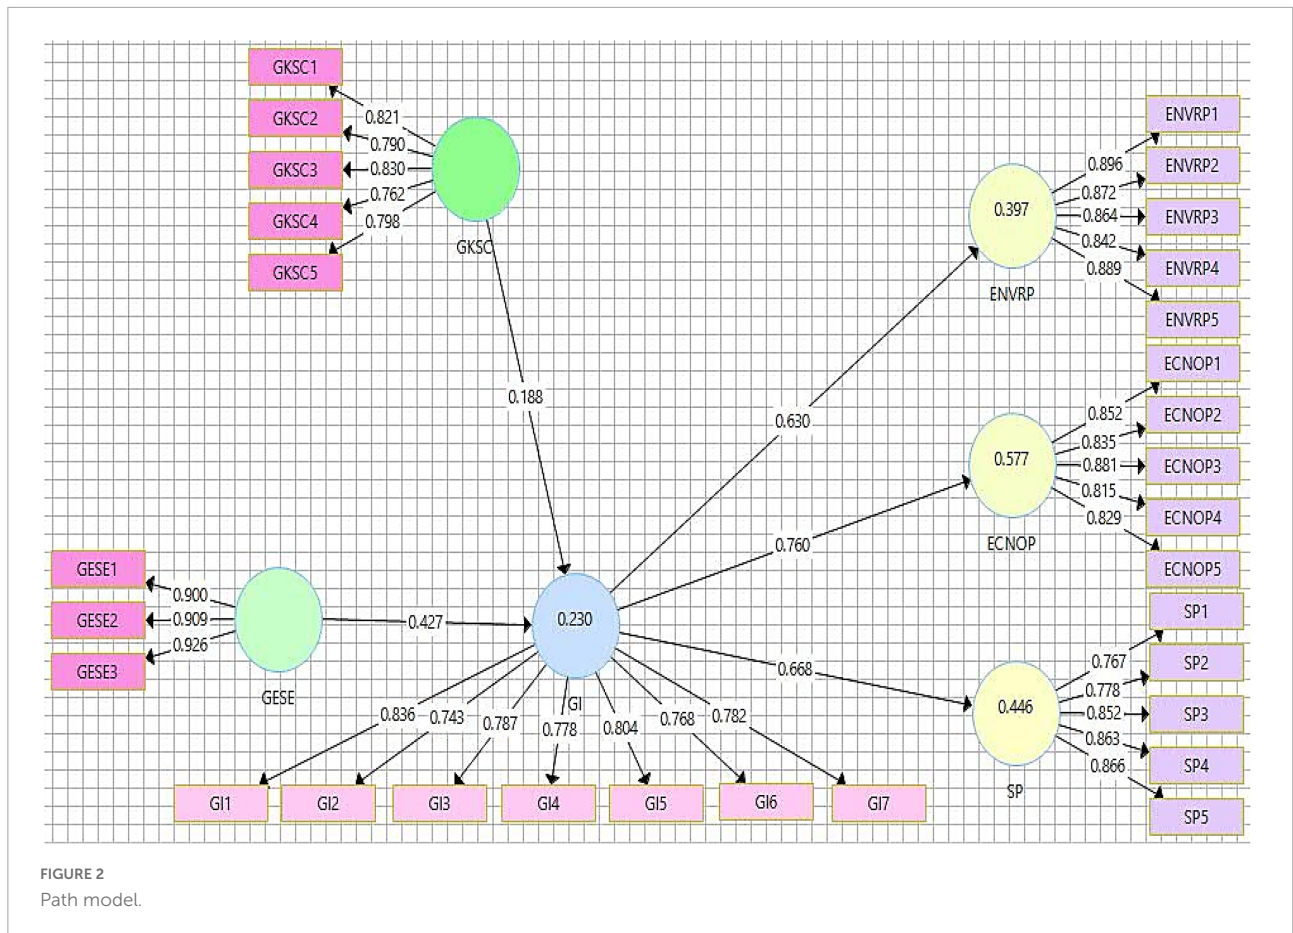 GKSC1
GKSC2
GKSC3
GKSC4
GKSC5
0.821
0.790
0.830
0.762
0.798
GKSC
0.188
GESE1
GESE2
GESE3
0.900
0.909
0.926
GESE
0.427
0.230
GI
0.836
0.743
0.787
0.778
0.804
0.768
0.782
GI1
GI2
GI3
GI4
GI5
GI6
GI7
0.630
0.760
0.668
0.397
ENVRP
0.896
0.872
0.864
0.842
0.889
ENVRP1
ENVRP2
ENVRP3
ENVRP4
ENVRP5
0.577
ECNOP
0.852
0.835
0.881
0.815
0.829
ECNOP1
ECNOP2
ECNOP3
ECNOP4
ECNOP5
0.446
SP
0.767
0.778
0.852
0.863
0.866
SP1
SP2
SP3
SP4
SP5
FIGURE 2
Path model.